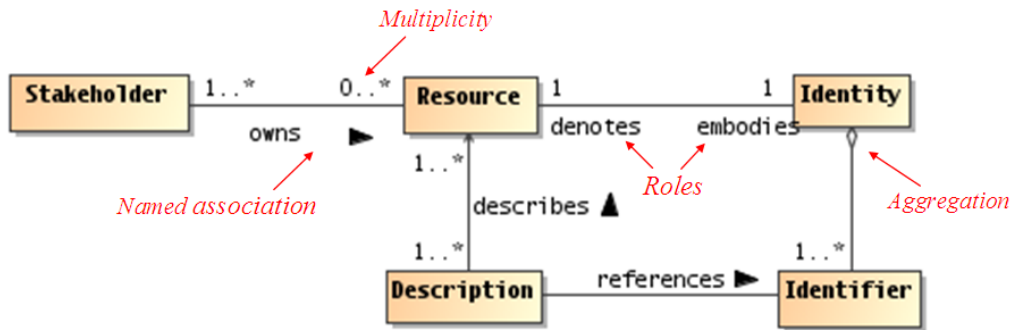 Multiplicity
Stakeholder
1..*
0..*
Resource
1
1
Identity
owns
denotes
embodies
1..*
Named association
Roles
Aggregation
describes
1..*
1..*
Description
references
Identifier